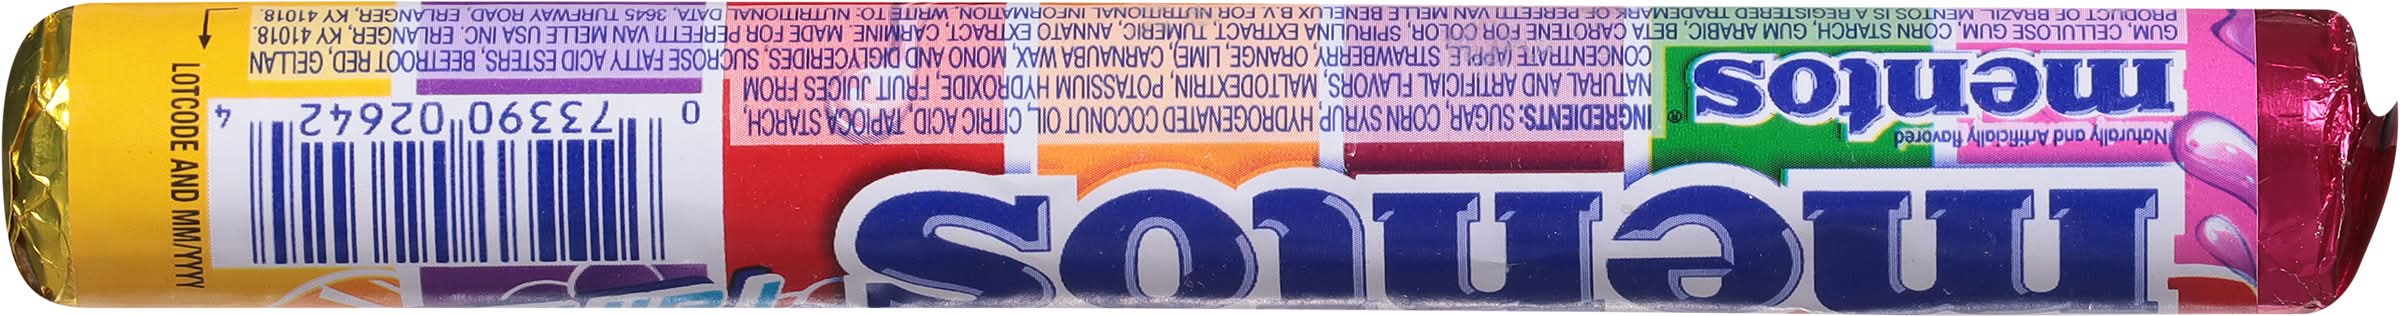 mentos
Naturally and Artificially flavored
mentos
®
INGREDIENTS: SUGAR, CORN SYRUP, HYDROGENATED COCONUT OIL, CITRIC ACID, TAPIOCA STARCH,
NATURAL AND ARTIFICIAL FLAVORS, MALTODEXTRIN, POTASSIUM HYDROXIDE, FRUIT JUICES FROM
CONCENTRATE (APPLE, STRAWBERRY, ORANGE, LIME), CARNAUBA WAX, MONO AND DIGLYCERIDES, SUCROSE FATTY ACID ESTERS, BEETROOT RED, GELLAN
GUM, CELLULOSE GUM, CORN STARCH, GUM ARABIC, BETA CAROTENE FOR COLOR, SPIRULINA EXTRACT, TURMERIC, ANNATO EXTRACT, CARMINE. MADE FOR PERFETTI VAN MELLE USA INC. ERLANGER, KY 41018.
PRODUCT OF BRAZIL. MENTOS IS A REGISTERED TRADEMARK OF PERFETTI VAN MELLE BENELUX B.V. FOR NUTRITIONAL INFORMATION, WRITE TO: NUTRITIONAL DATA, 3645 TURFWAY ROAD, ERLANGER, KY 41018.
0 73390 02642 4
LOTCODE AND MM/YYYY